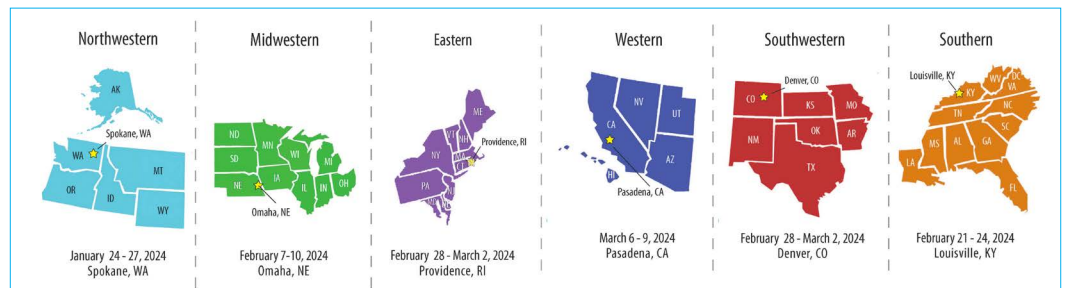 Northwestern
AK
Spokane, WA
WA
MT
OR
ID
WY
January 24 - 27, 2024
Spokane, WA
Midwestern
ND
MN
SD
WI
MI
NE
IA
IL
IN
OH
Omaha, NE
February 7-10, 2024
Omaha, NE
Eastern
ME
VT
NH
NY
MA
Providence, RI
PA
NJ
February 28 - March 2, 2024
Providence, RI
Western
NV
UT
CA
AZ
HI
Pasadena, CA
March 6 - 9, 2024
Pasadena, CA
Southwestern
Denver, CO
CO
KS
MO
OK
AR
NM
TX
February 28 - March 2, 2024
Denver, CO
Southern
Louisville, KY
WV
DC
KY
VA
TN
NC
SC
MS
AL
GA
LA
FL
February 21 - 24, 2024
Louisville, KY